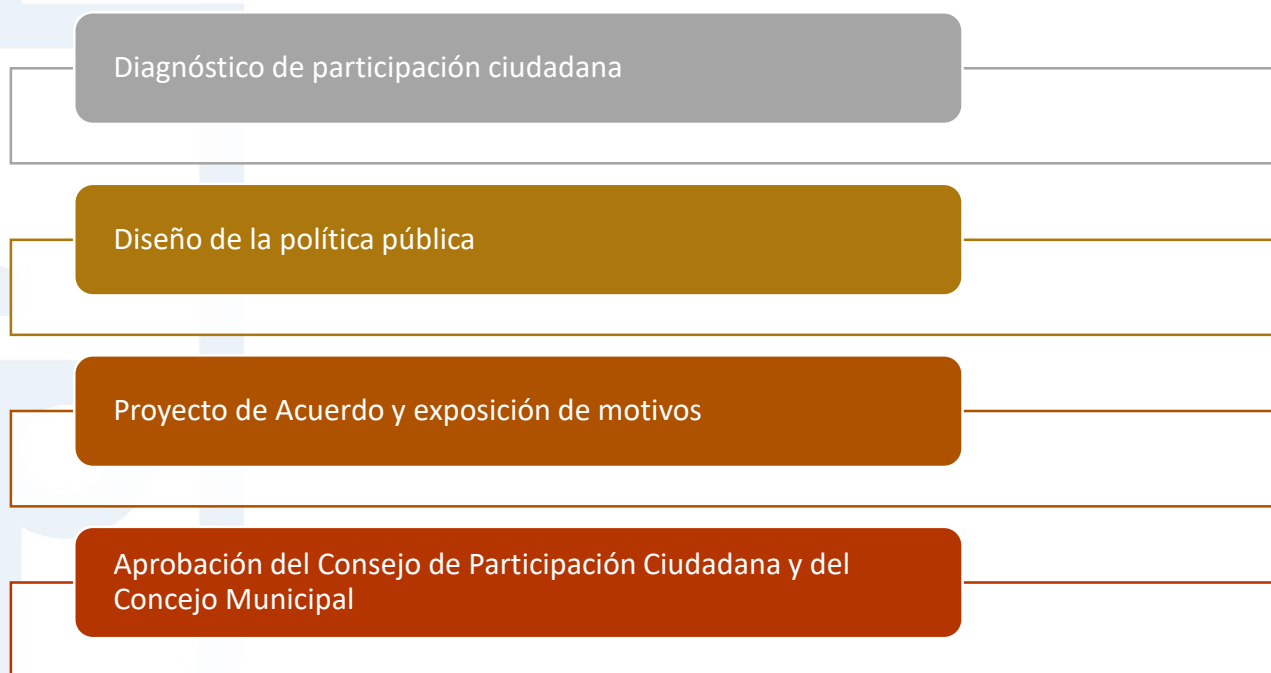 Diagnóstico de participación ciudadana
Diseño de la política pública
Proyecto de Acuerdo y exposición de motivos
Aprobación del Consejo de Participación Ciudadana y del
Concejo Municipal